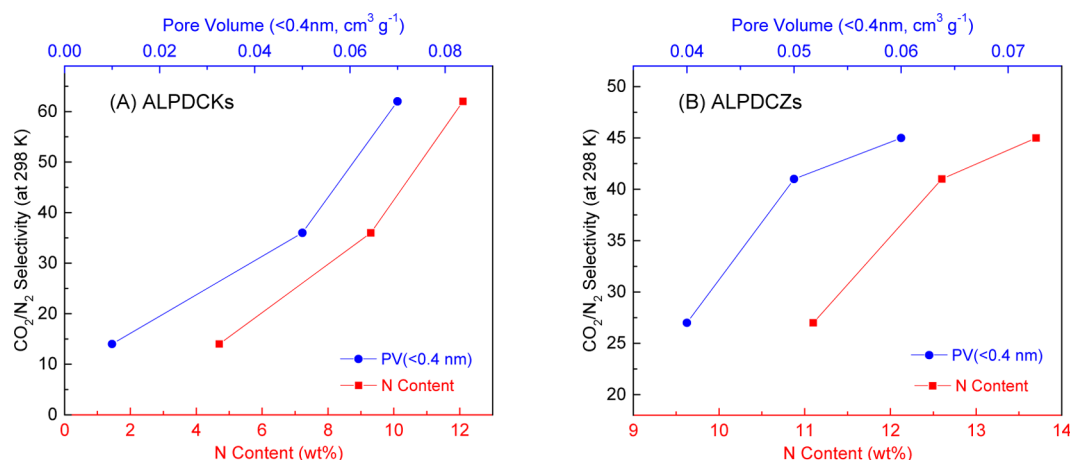 Pore Volume (<0.4nm, cm³ g⁻¹)
0.00 0.02 0.04 0.06 0.08
(A) ALPDCKs
CO₂/N₂ Selectivity (at 298 K)
60
50
40
30
20
10
0
PV(<0.4 nm)
N Content
0 2 4 6 8 10 12
N Content (wt%)
Pore Volume (<0.4nm, cm³ g⁻¹)
0.04 0.05 0.06 0.07
(B) ALPDCZs
CO₂/N₂ Selectivity (at 298 K)
50
45
40
35
30
25
20
PV(<0.4 nm)
N Content
9 10 11 12 13 14
N Content (wt%)